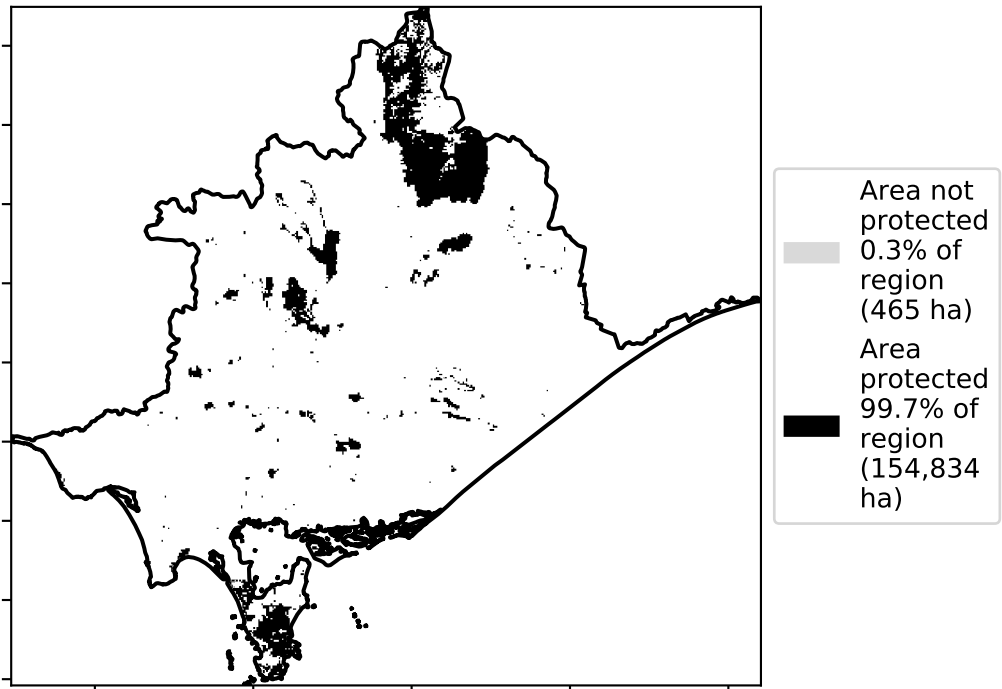 Area not
protected
0.3% of
region
(465 ha)
Area
protected
99.7% of
region
(154,834
ha)